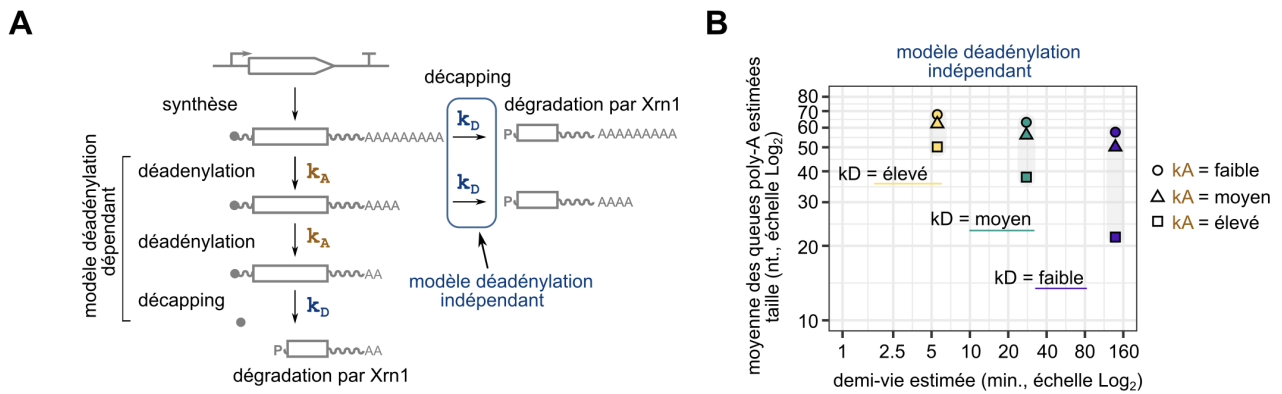 A
synthèse
AAAAAAAAA
modèle déadénylation
dépendant
déadenylation
kA
AAAA
déadénylation
kA
AA
décapping
kD
P
AA
dégradation par Xrn1
décapping
kD
kD
dégradation par Xrn1
P
AAAAAAAAA
P
AAAA
modèle déadénylation
indépendant
B
modèle déadénylation
indépendant
moyenne des queues poly-A estimées
taille (nt., échelle Log2)
80
70
60
50
40
30
20
10
kD = élevé
kD = moyen
kD = faible
1
2.5
5
10
20
40
80
160
demi-vie estimée (min., échelle Log2)
kA = faible
kA = moyen
kA = élevé